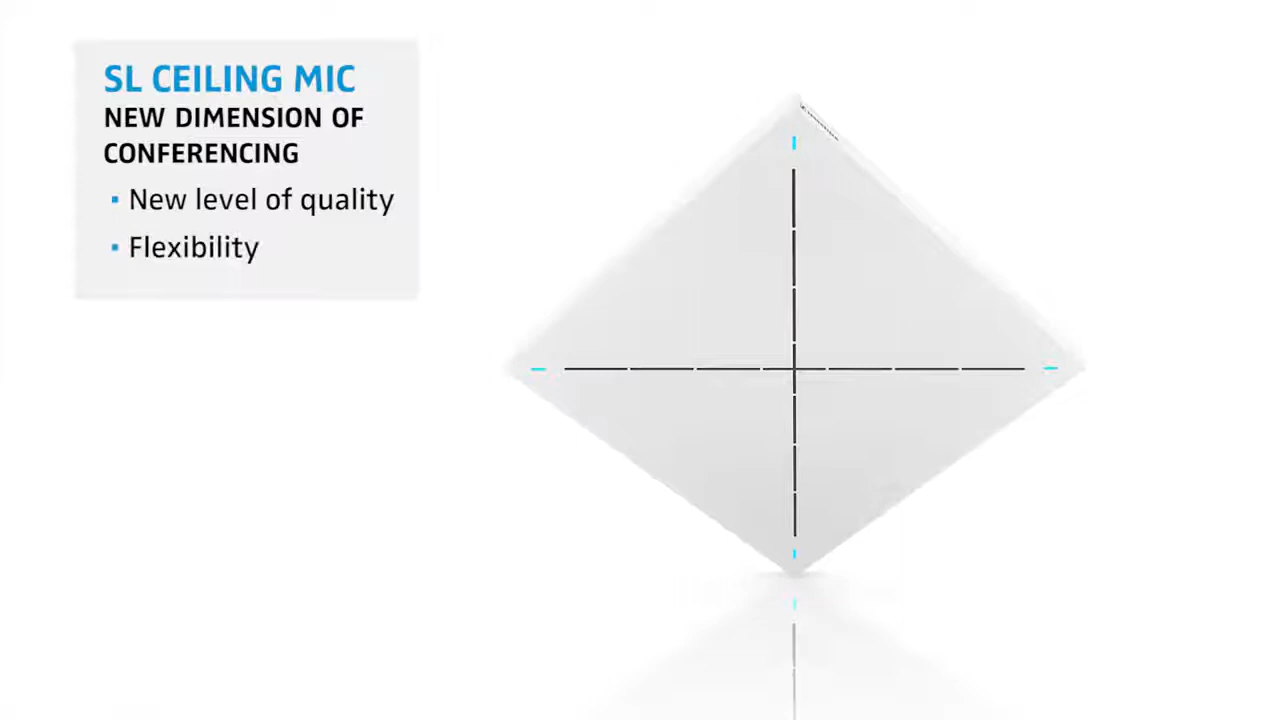 SL CEILING MIC
NEW DIMENSION OF
CONFERENCING
▪ New level of quality
▪ Flexibility